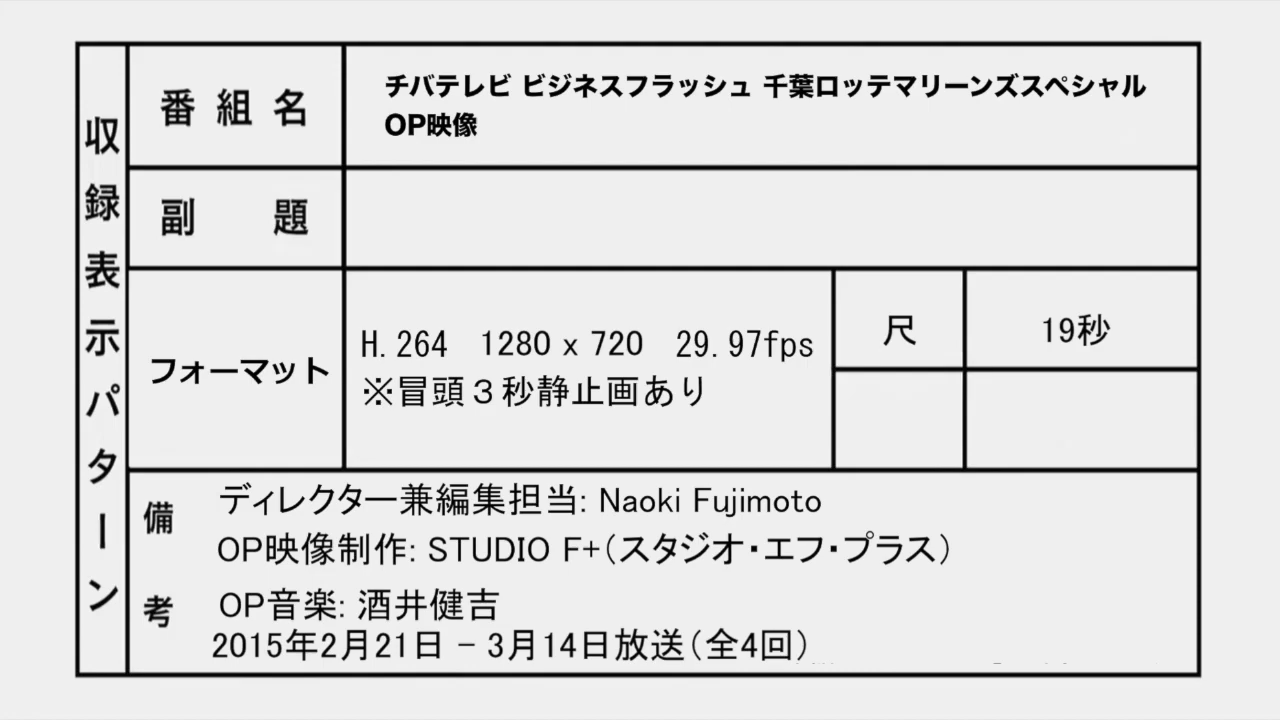 収録表示パターン
番組名
チバテレビ ビジネスフラッシュ 千葉ロッテマリーンズスペシャル
OP映像
副題
フォーマット
H.264 1280 x 720 29.97fps
※冒頭３秒静止画あり
尺
19秒
備考
ディレクター兼編集担当: Naoki Fujimoto
OP映像制作: STUDIO F+（スタジオ・エフ・プラス）
OP音楽: 酒井健吉
2015年2月21日 − 3月14日放送（全4回）